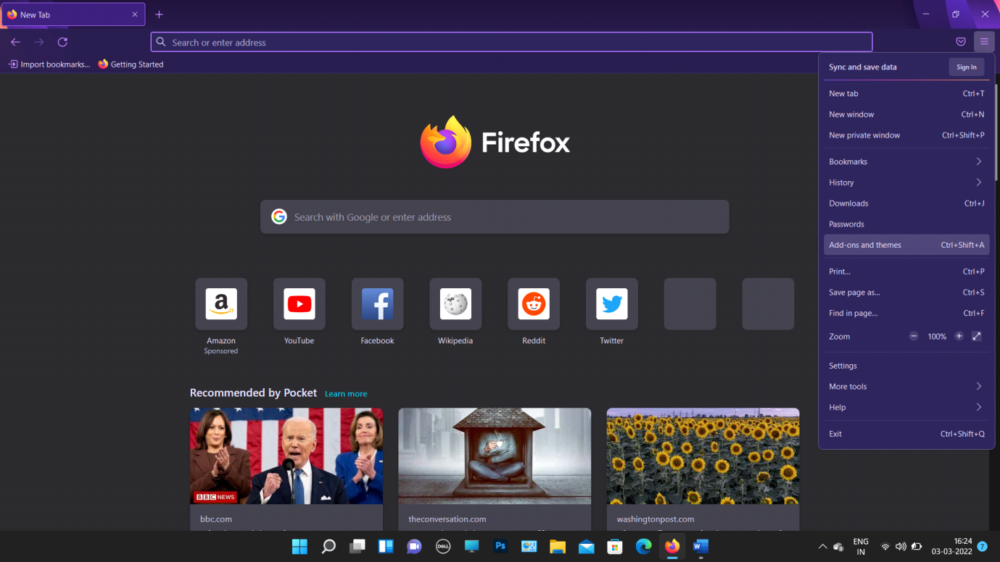 New Tab
Search or enter address
Import bookmarks...
Getting Started
Sync and save data
Sign In
New tab
Ctrl+T
New window
Ctrl+N
New private window
Ctrl+Shift+P
Bookmarks
History
Downloads
Ctrl+J
Passwords
Add-ons and themes
Ctrl+Shift+A
Print...
Ctrl+P
Save page as...
Ctrl+S
Find in page...
Ctrl+F
Zoom
100%
Settings
More tools
Help
Exit
Ctrl+Shift+Q
Firefox
Search with Google or enter address
a
Amazon
Sponsored
YouTube
Facebook
Wikipedia
Reddit
Twitter
Recommended by Pocket
Learn more
BBC NEWS
bbc.com
theconversation.com
washingtonpost.com
DELL
Ps
W
ENG
IN
16:24
03-03-2022
7